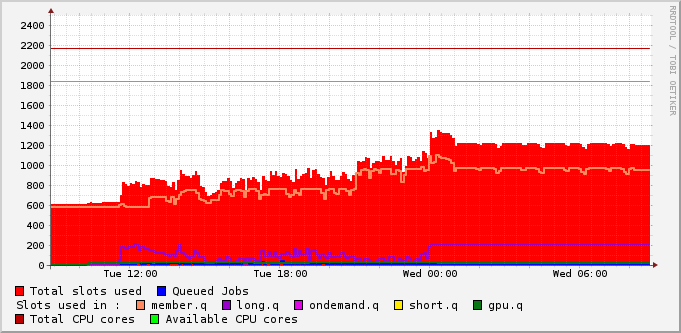 2400
2200
2000
1800
1600
1400
1200
1000
800
600
400
200
0
Tue 12:00 Tue 18:00 Wed 00:00 Wed 06:00
Total slots used Queued Jobs
Slots used in : member.q long.q ondemand.q short.q gpu.q
Total CPU cores Available CPU cores
RRDTOOL / TOBI OETIKER